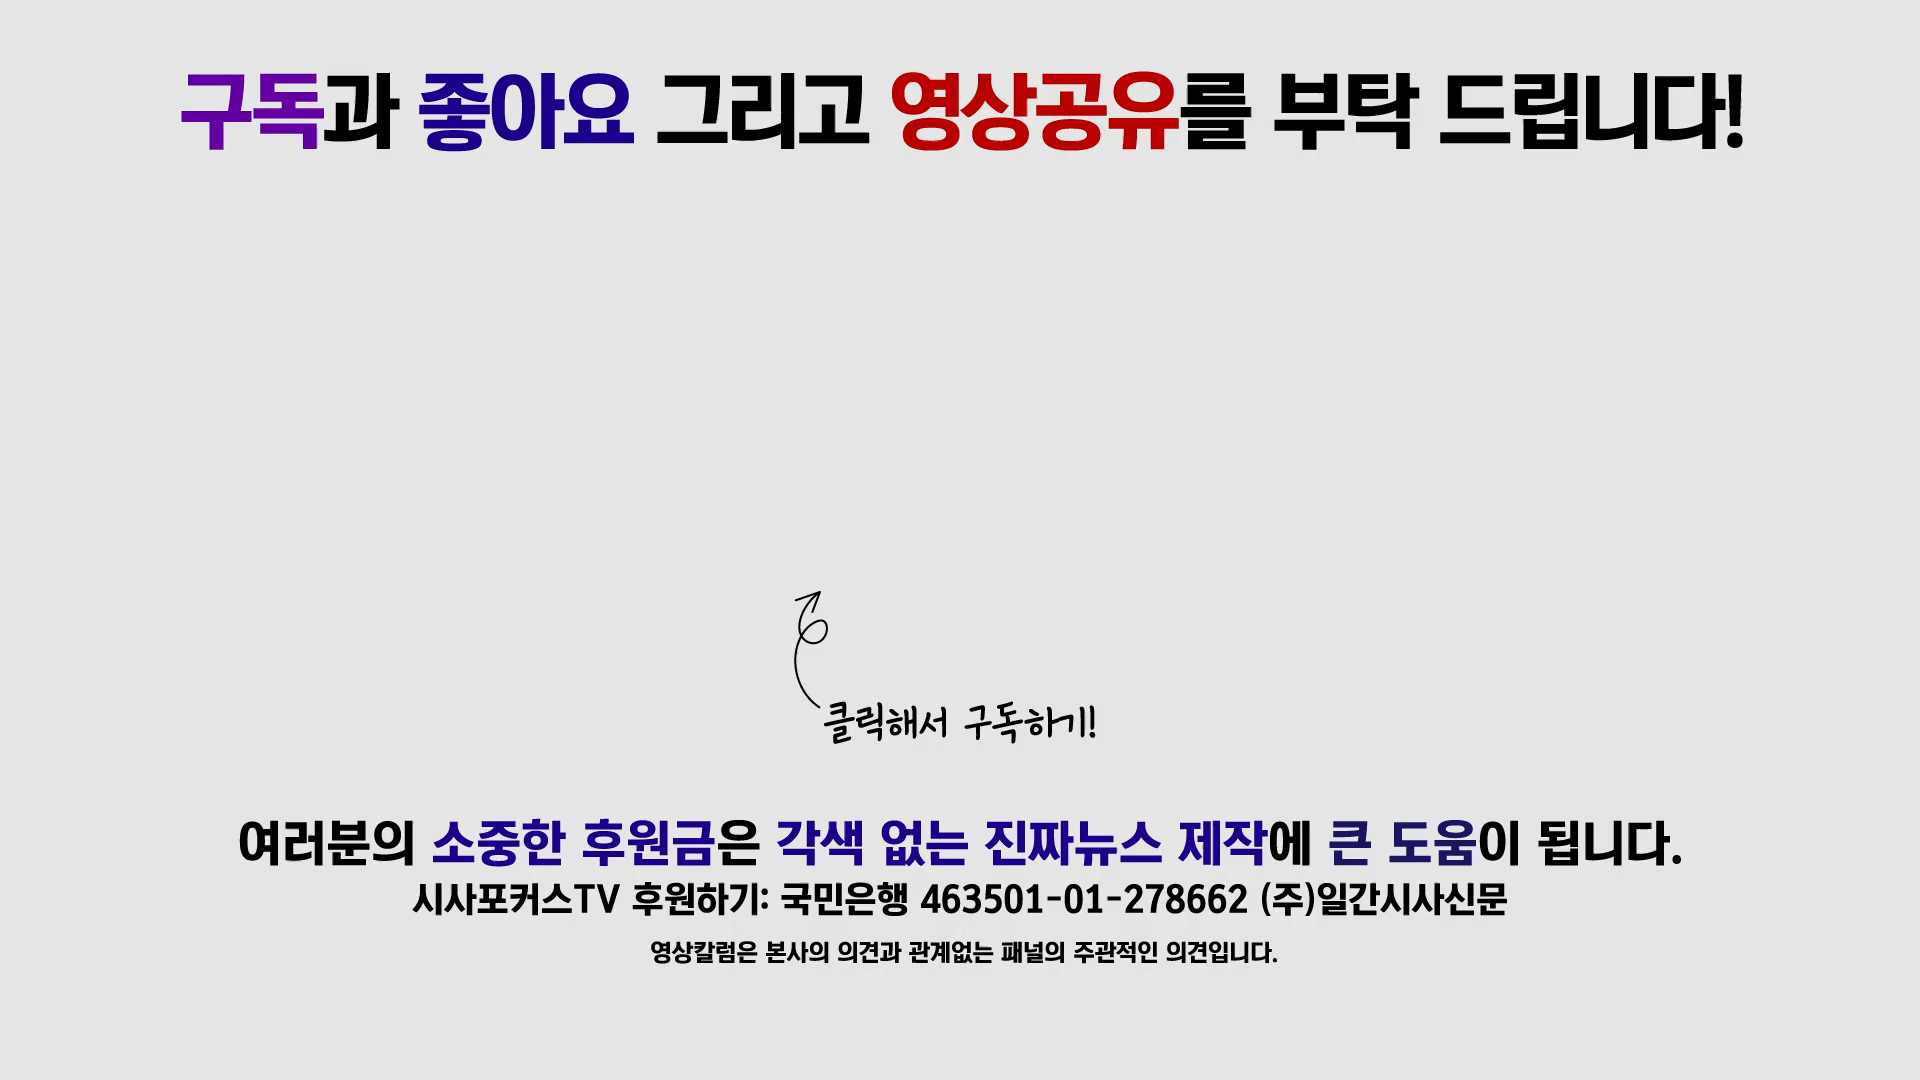 구독과 좋아요 그리고 영상공유를 부탁 드립니다!
클릭해서 구독하기!
여러분의 소중한 후원금은 각색 없는 진짜뉴스 제작에 큰 도움이 됩니다.
시사포커스TV 후원하기: 국민은행 463501-01-278662 (주)일간시사신문
영상칼럼은 본사의 의견과 관계없는 패널의 주관적인 의견입니다.